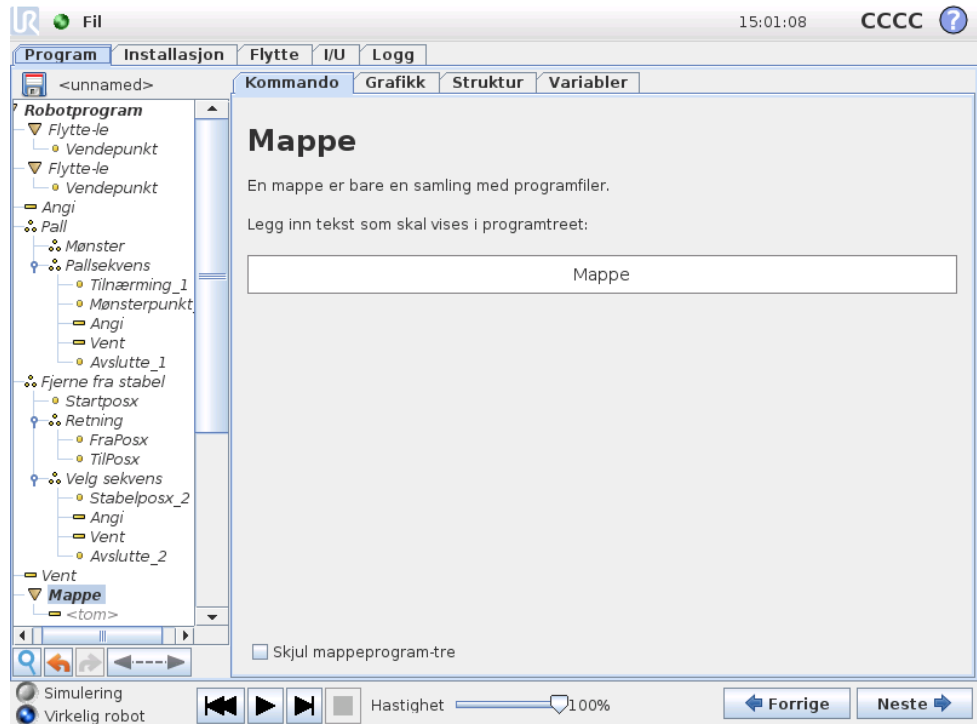 Fil 15:01:08 CCCC ?
Program Installasjon Flytte I/U Logg
<unnamed>
Kommando Grafikk Struktur Variabler
Robotprogram
Flytte-le
Vendepunkt
Flytte-le
Vendepunkt
Angi
Pall
Mønster
Pallsekvens
Tilnærming_1
Mønsterpunkt_
Angi
Vent
Avslutte_1
Fjerne fra stabel
Startposx
Retning
FraPosx
TilPosx
Velg sekvens
Stabelposx_2
Angi
Vent
Avslutte_2
Vent
Mappe
<tom>
Mappe
En mappe er bare en samling med programfiler.
Legg inn tekst som skal vises i programtreet:
Mappe
Skjul mappeprogram-tre
Simulering
Virkelig robot
Hastighet 100%
Forrige Neste